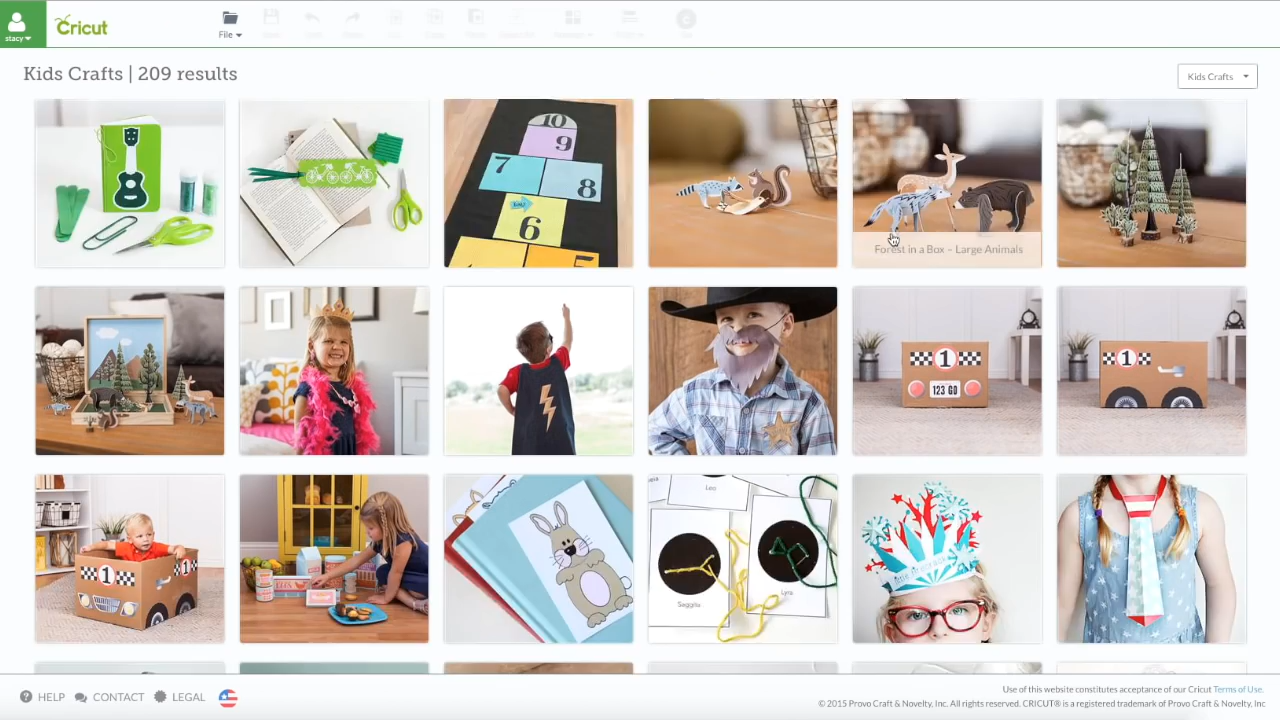 stacy
Cricut
File
Kids Crafts | 209 results
Kids Crafts
10
9
7
8
6
5
Forest in a Box – Large Animals
1
123 GO
1
1
1
Leo
Lyra
HELP
CONTACT
LEGAL
Use of this website constitutes acceptance of our Cricut Terms of Use.
© 2015 Provo Craft & Novelty, Inc. All rights reserved. CRICUT® is a registered trademark of Provo Craft & Novelty, Inc